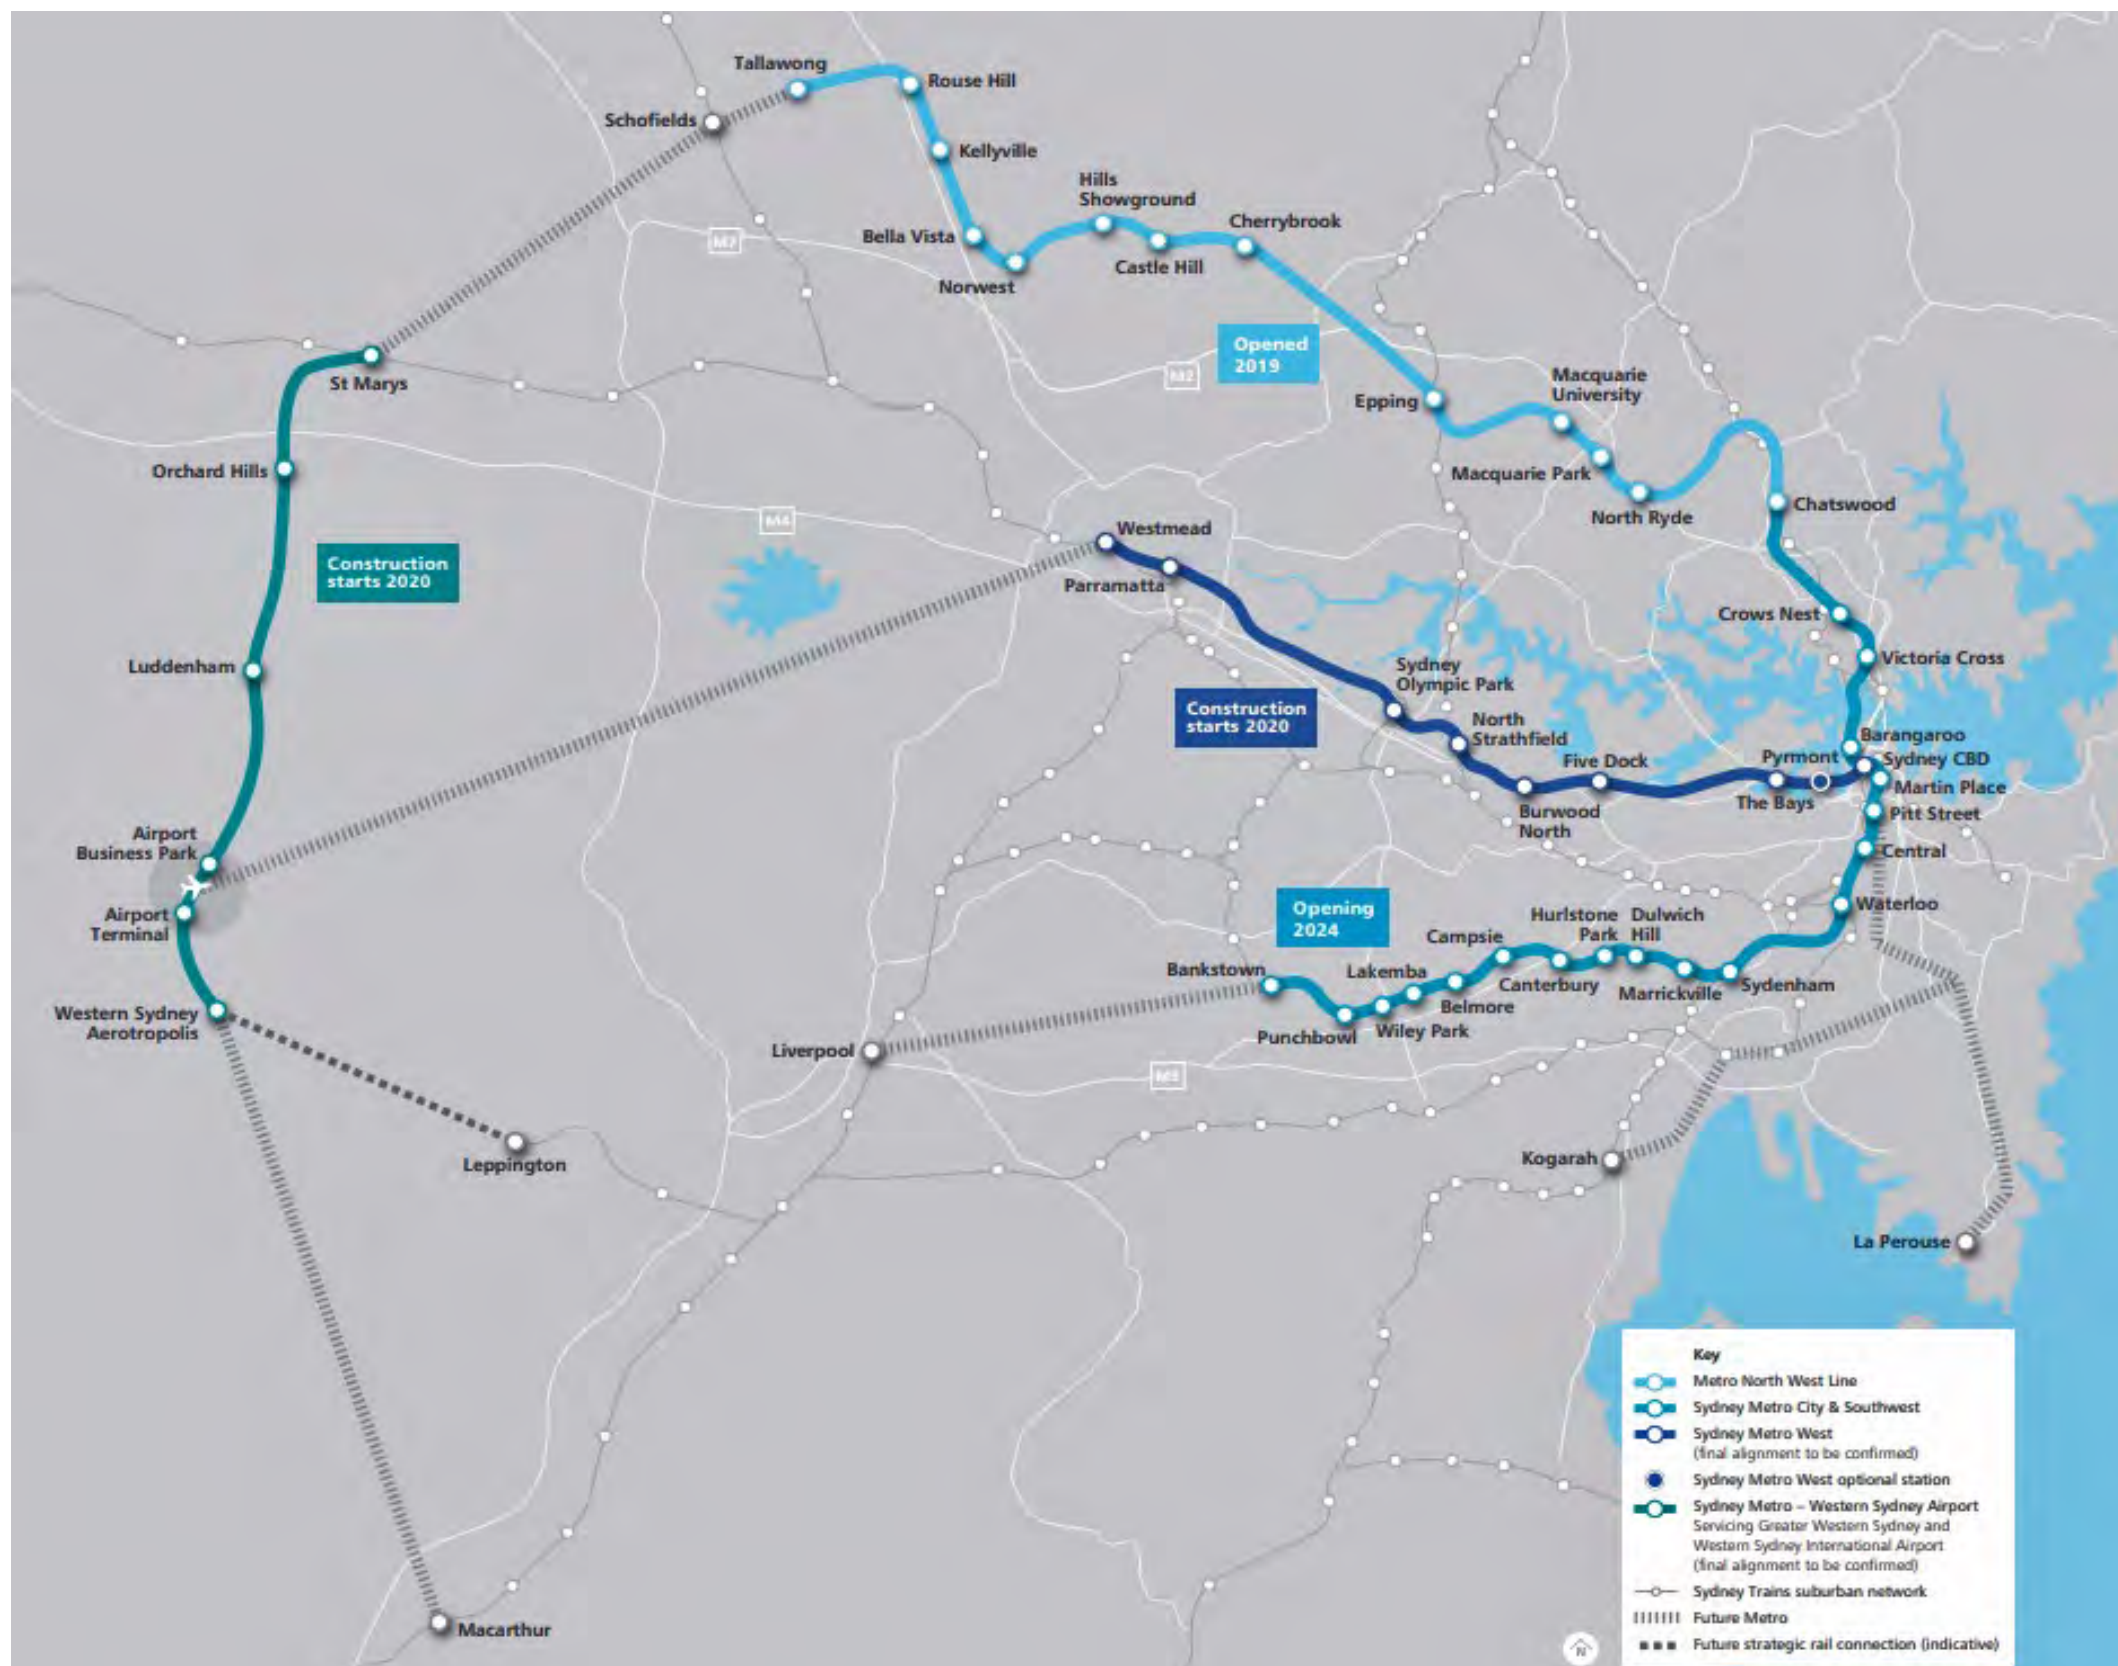 Tallawong
Rouse Hill
Schofields
Kellyville
Hills
Showground
Cherrybrook
Bella Vista
M7
Castle Hill
Norwest
Opened
2019
M2
St Marys
Macquarie
University
Epping
Orchard Hills
Macquarie Park
North Ryde
Chatswood
M4
Westmead
Construction
starts 2020
Parramatta
Crows Nest
Luddenham
Victoria Cross
Sydney
Olympic Park
Construction
starts 2020
North
Strathfield
Barangaroo
Five Dock
Pyrmont
Sydney CBD
Martin Place
The Bays
Burwood
North
Pitt Street
Airport
Business Park
Central
Airport
Terminal
Opening
2024
Waterloo
Hurlstone
Park
Dulwich
Hill
Campsie
Bankstown
Lakemba
Canterbury
Marrickville
Sydenham
Belmore
Western Sydney
Aerotropolis
Punchbowl
Wiley Park
Liverpool
M5
Leppington
Kogarah
La Perouse
Macarthur
Key
Metro North West Line
Sydney Metro City & Southwest
Sydney Metro West
(final alignment to be confirmed)
Sydney Metro West optional station
Sydney Metro – Western Sydney Airport
Servicing Greater Western Sydney and
Western Sydney International Airport
(final alignment to be confirmed)
Sydney Trains suburban network
Future Metro
Future strategic rail connection (indicative)
N